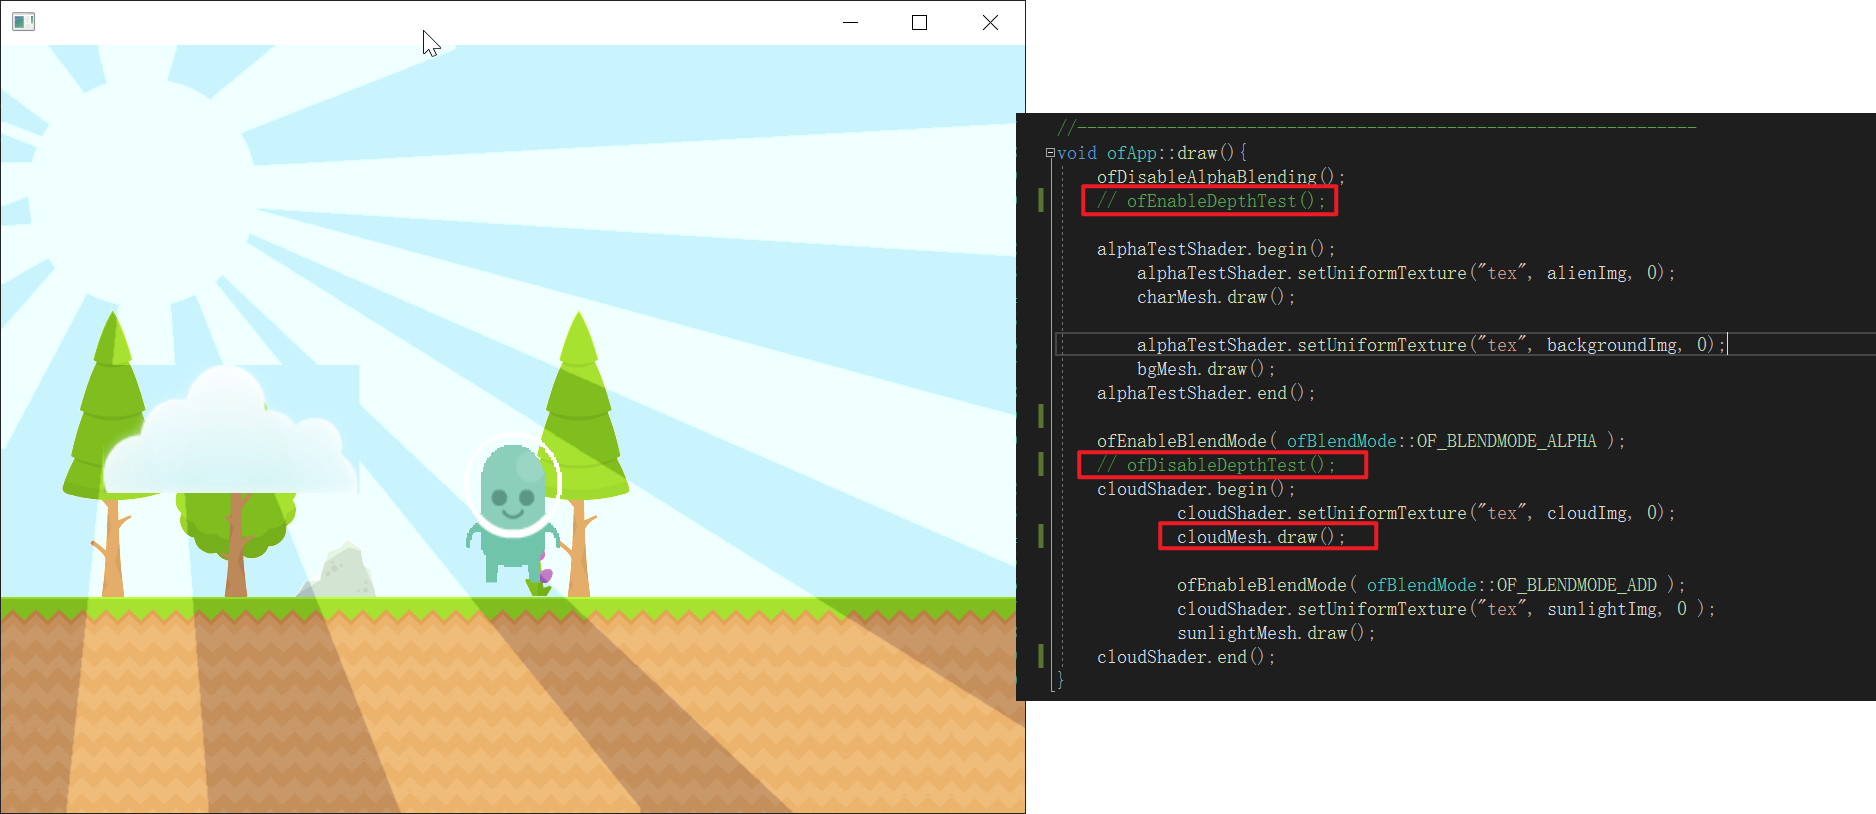 //--------------------------------------------------------------
void ofApp::draw(){
ofDisableAlphaBlending();
// ofEnableDepthTest();
alphaTestShader.begin();
alphaTestShader.setUniformTexture("tex", alienImg, 0);
charMesh.draw();
alphaTestShader.setUniformTexture("tex", backgroundImg, 0);
bgMesh.draw();
alphaTestShader.end();
ofEnableBlendMode( ofBlendMode::OF_BLENDMODE_ALPHA );
// ofDisableDepthTest();
cloudShader.begin();
cloudShader.setUniformTexture("tex", cloudImg, 0);
cloudMesh.draw();
ofEnableBlendMode( ofBlendMode::OF_BLENDMODE_ADD );
cloudShader.setUniformTexture("tex", sunlightImg, 0 );
sunlightMesh.draw();
cloudShader.end();
}